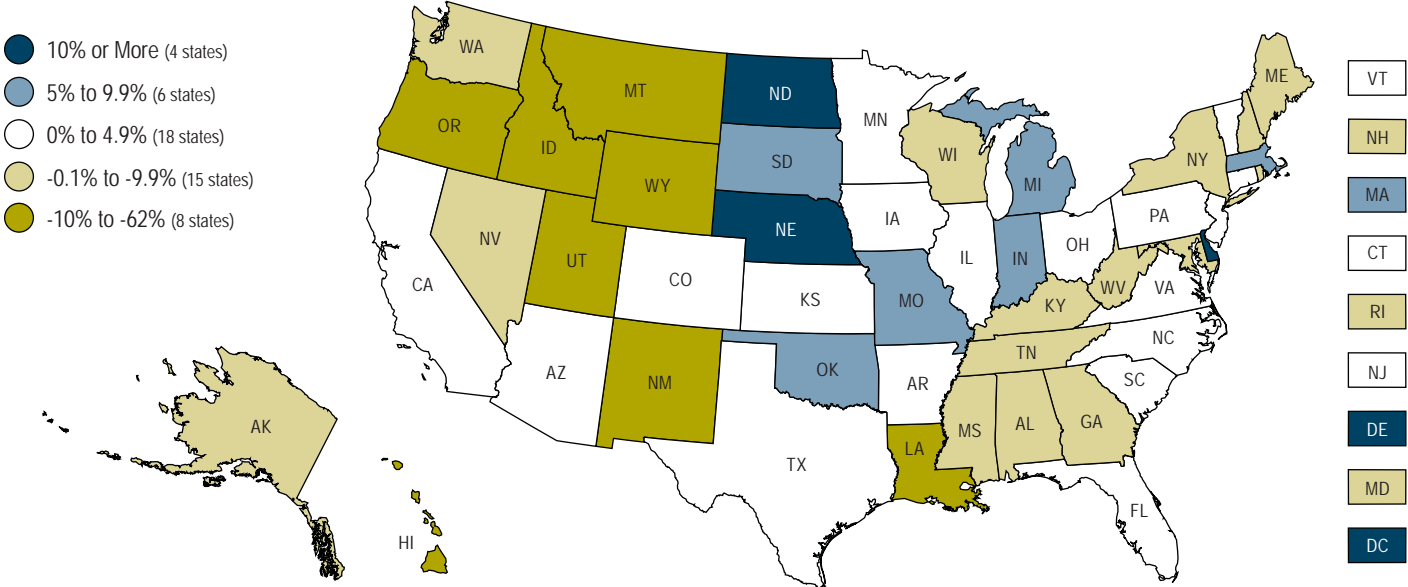 10% or More (4 states)
5% to 9.9% (6 states)
0% to 4.9% (18 states)
-0.1% to -9.9% (15 states)
-10% to -62% (8 states)
WA
OR
ID
MT
WY
NV
UT
CA
AZ
CO
NM
ND
SD
NE
KS
OK
TX
MN
IA
MO
AR
LA
WI
IL
MI
IN
OH
KY
TN
MS
AL
GA
FL
SC
NC
VA
WV
PA
NY
ME
AK
HI
VT
NH
MA
CT
RI
NJ
DE
MD
DC